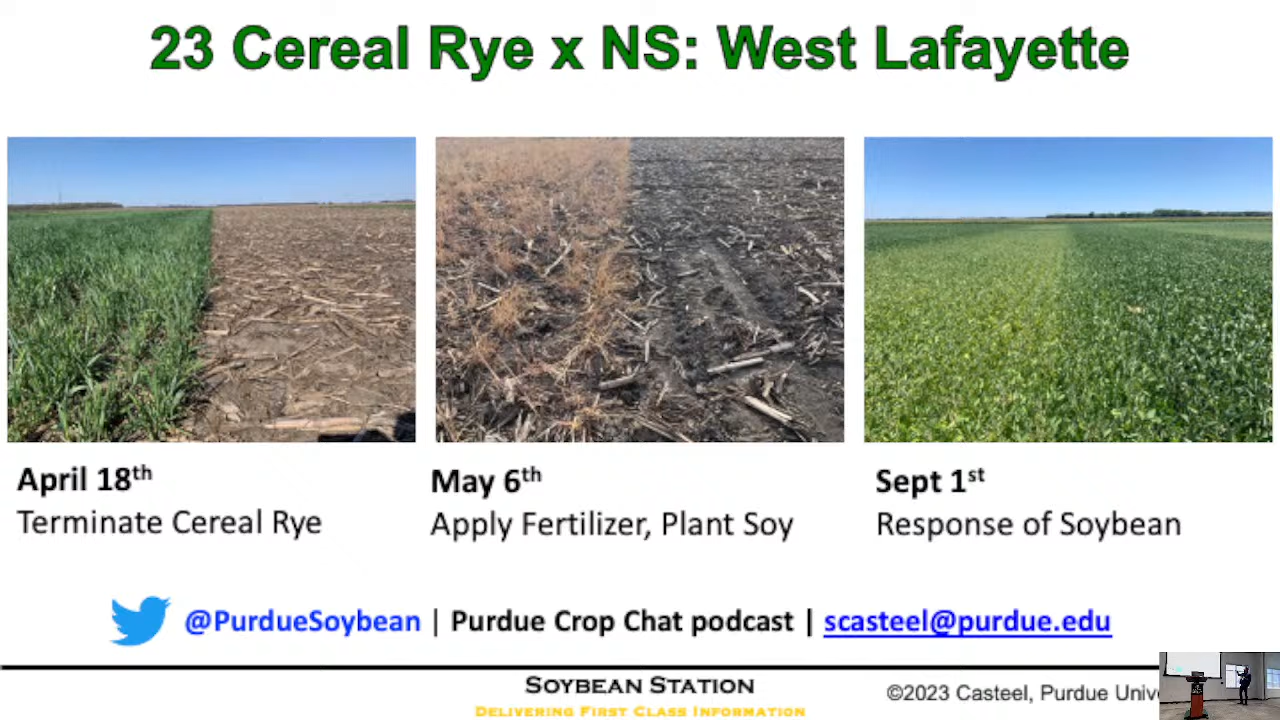 23 Cereal Rye x NS: West Lafayette
April 18th
Terminate Cereal Rye
May 6th
Apply Fertilizer, Plant Soy
Sept 1st
Response of Soybean
@PurdueSoybean | Purdue Crop Chat podcast | scasteel@purdue.edu
SOYBEAN STATION
DELIVERING FIRST CLASS INFORMATION
©2023 Casteel, Purdue